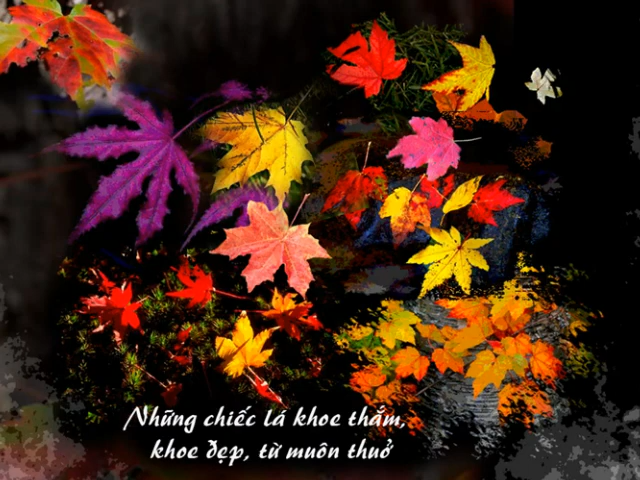 Những chiếc lá khoe thắm,
khoe đẹp, từ muôn thuở